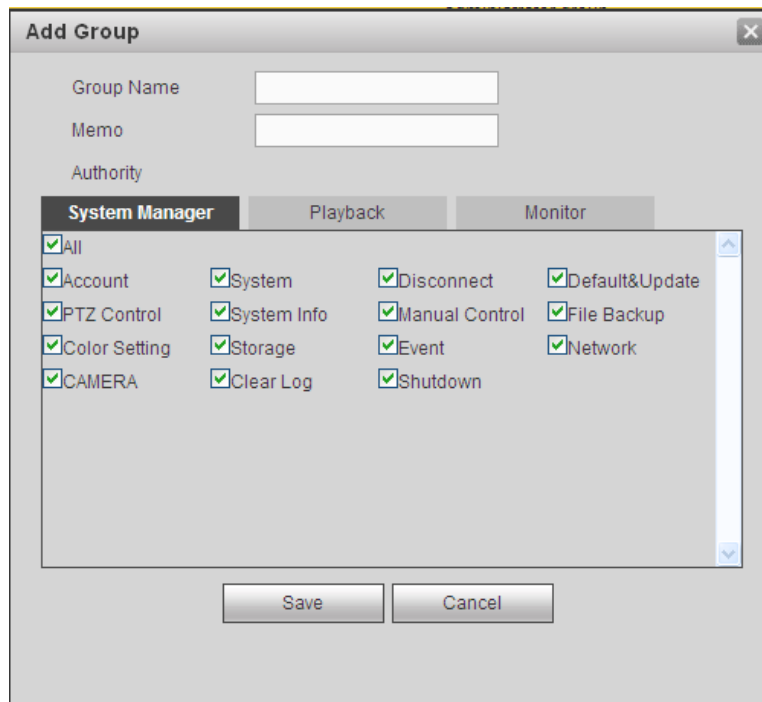 Add Group
Group Name
Memo
Authority
System Manager Playback Monitor
All
Account System Disconnect Default&Update
PTZ Control System Info Manual Control File Backup
Color Setting Storage Event Network
CAMERA Clear Log Shutdown
Save Cancel